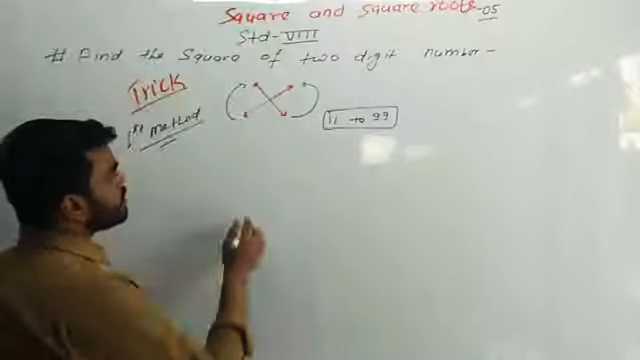 Square and square roots-05
Std-VIII
# Find the Square of two digit number -
Trick
1st method
11 to 99